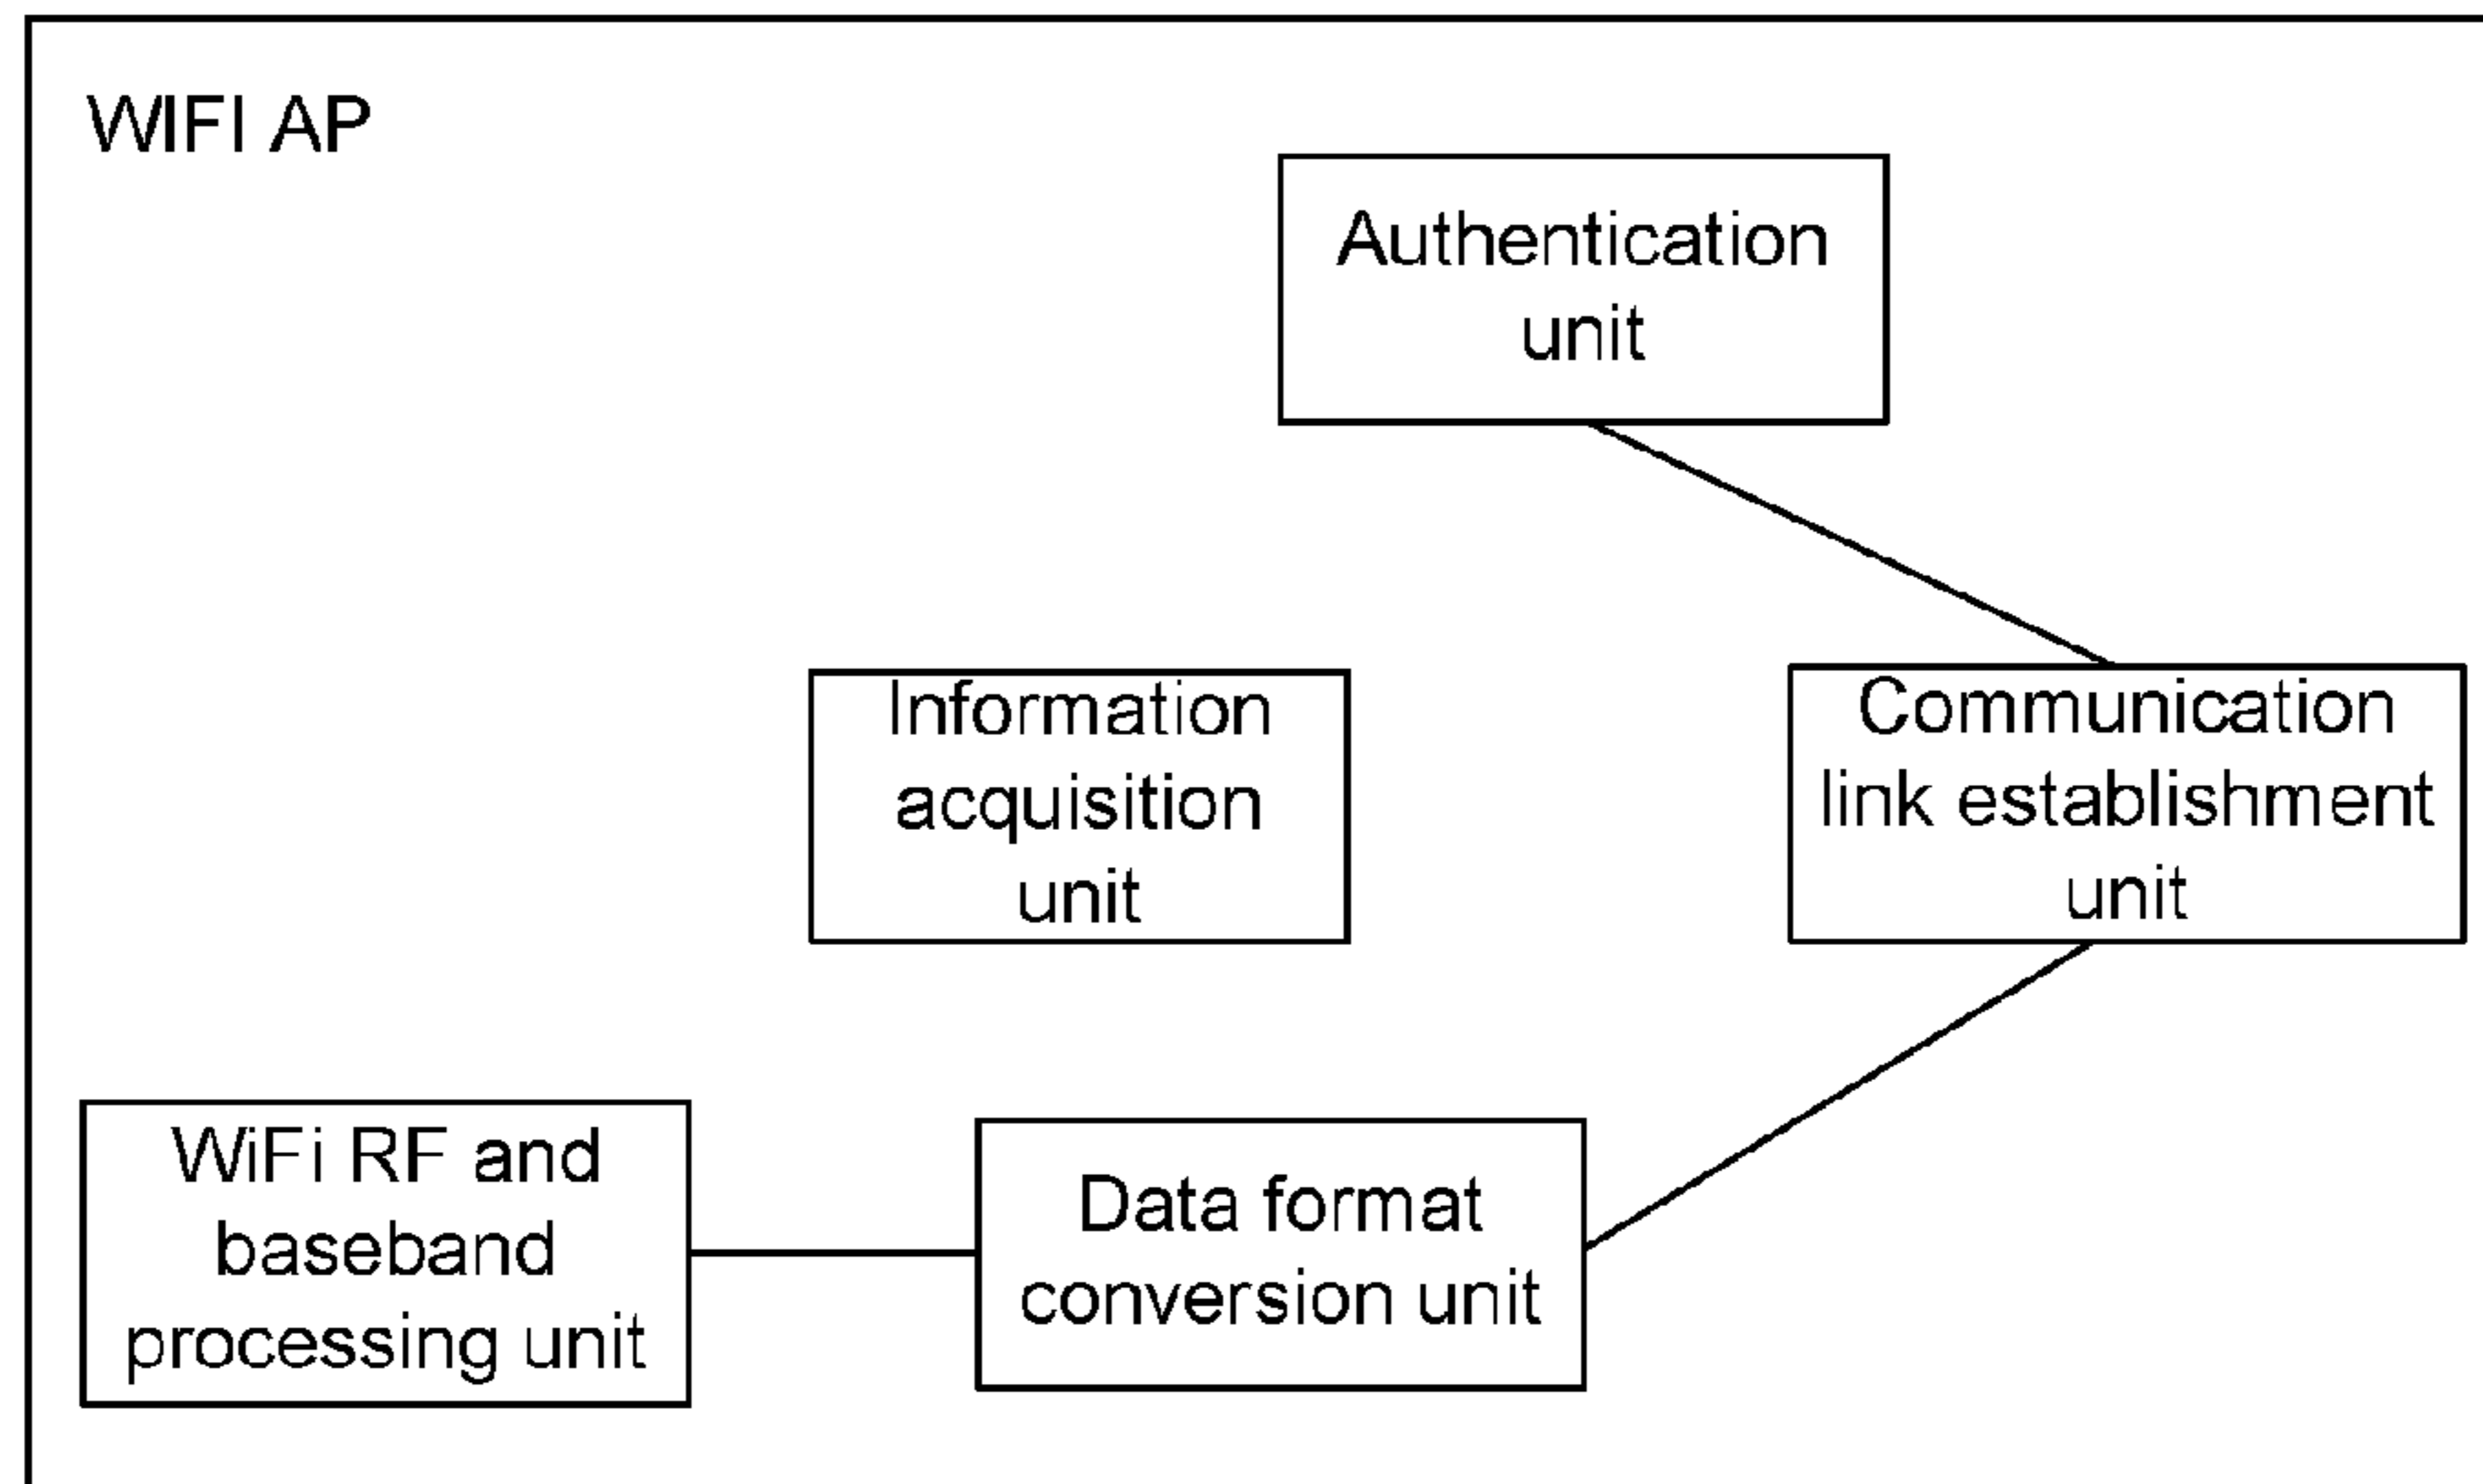 WIFI AP
Authentication
unit
Information
acquisition
unit
Communication
link establishment
unit
WiFi RF and
baseband
processing unit
Data format
conversion unit